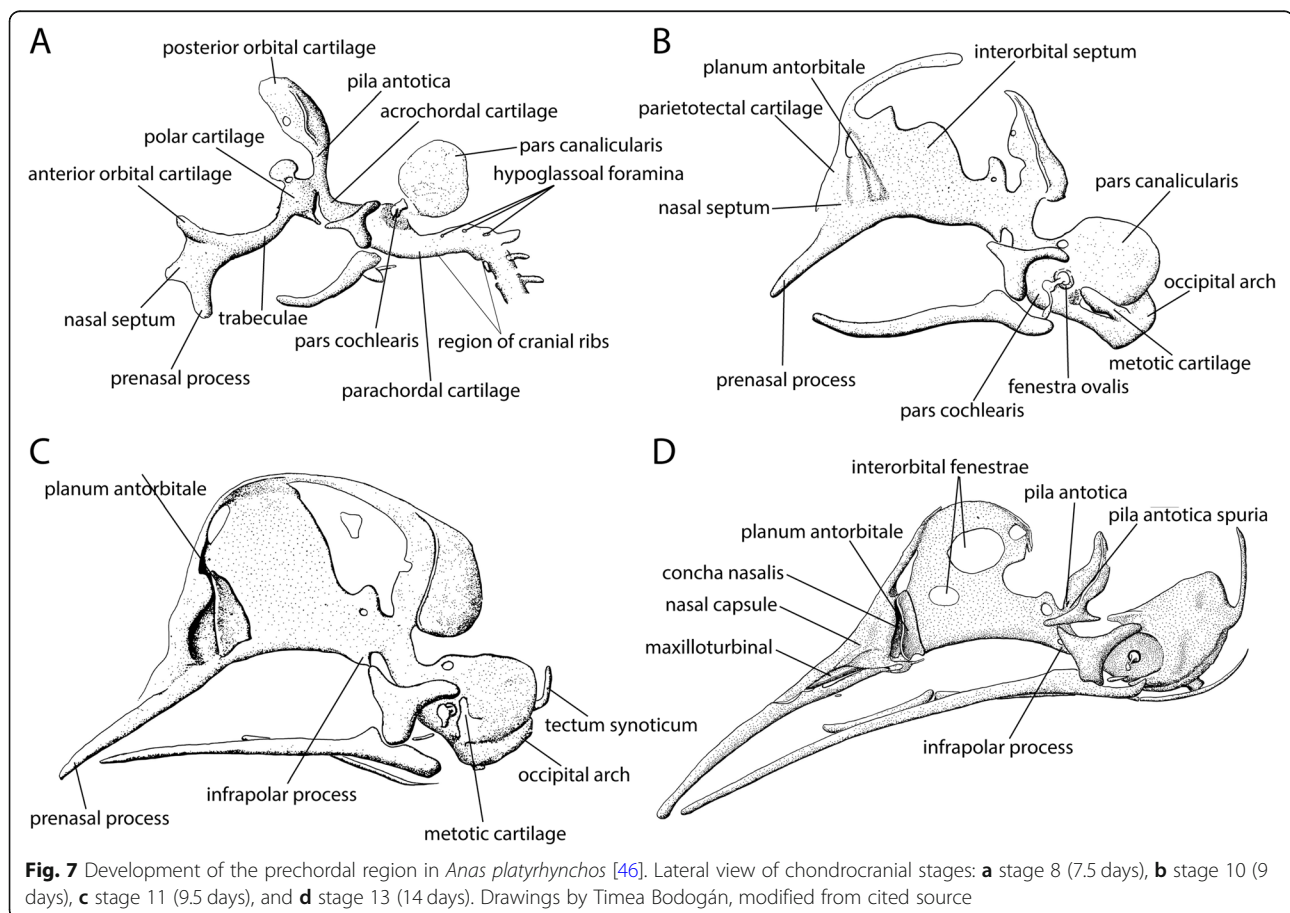 A
posterior orbital cartilage
pila antotica
acrochordal cartilage
polar cartilage
pars canalicularis
hypoglassoal foramina
anterior orbital cartilage
nasal septum
trabeculae
pars cochlearis
region of cranial ribs
prenasal process
parachordal cartilage
B
interorbital septum
planum antorbitale
parietotectal cartilage
pars canalicularis
nasal septum
occipital arch
metotic cartilage
prenasal process
fenestra ovalis
pars cochlearis
C
planum antorbitale
tectum synoticum
occipital arch
infrapolar process
prenasal process
metotic cartilage
D
interorbital fenestrae
pila antotica
pila antotica spuria
planum antorbitale
concha nasalis
nasal capsule
maxilloturbinal
infrapolar process
Fig. 7 Development of the prechordal region in Anas platyrhynchos [46]. Lateral view of chondrocranial stages: a stage 8 (7.5 days), b stage 10 (9
days), c stage 11 (9.5 days), and d stage 13 (14 days). Drawings by Timea Bodogán, modified from cited source